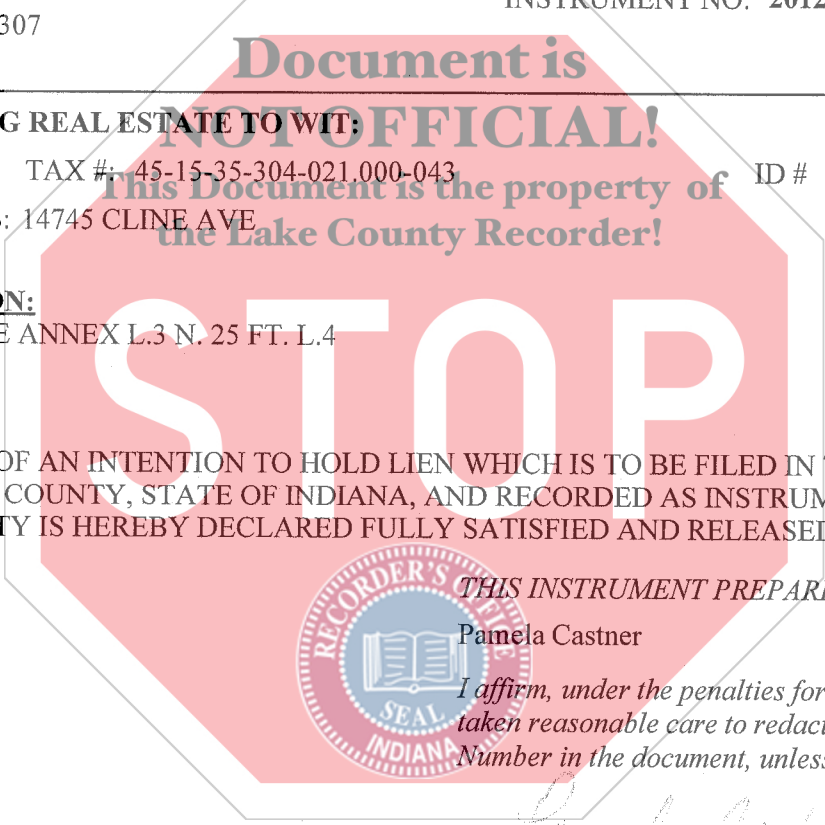 INSTRUMENT NO. 2012
307
Document is
NOT OFFICIAL!
G REAL ESTATE TO WIT:
TAX #: 45-15-35-304-021.000-043 ID #
This Document is the property of
: 14745 CLINE AVE
the Lake County Recorder!
ON:
E ANNEX L.3 N. 25 FT. L.4
STOP
OF AN INTENTION TO HOLD LIEN WHICH IS TO BE FILED IN
COUNTY, STATE OF INDIANA, AND RECORDED AS INSTRUM
TY IS HEREBY DECLARED FULLY SATISFIED AND RELEASED
RECORDER'S OFFICE
SEAL
INDIANA
THIS INSTRUMENT PREPARE
Pamela Castner
I affirm, under the penalties for
taken reasonable care to redact
Number in the document, unless